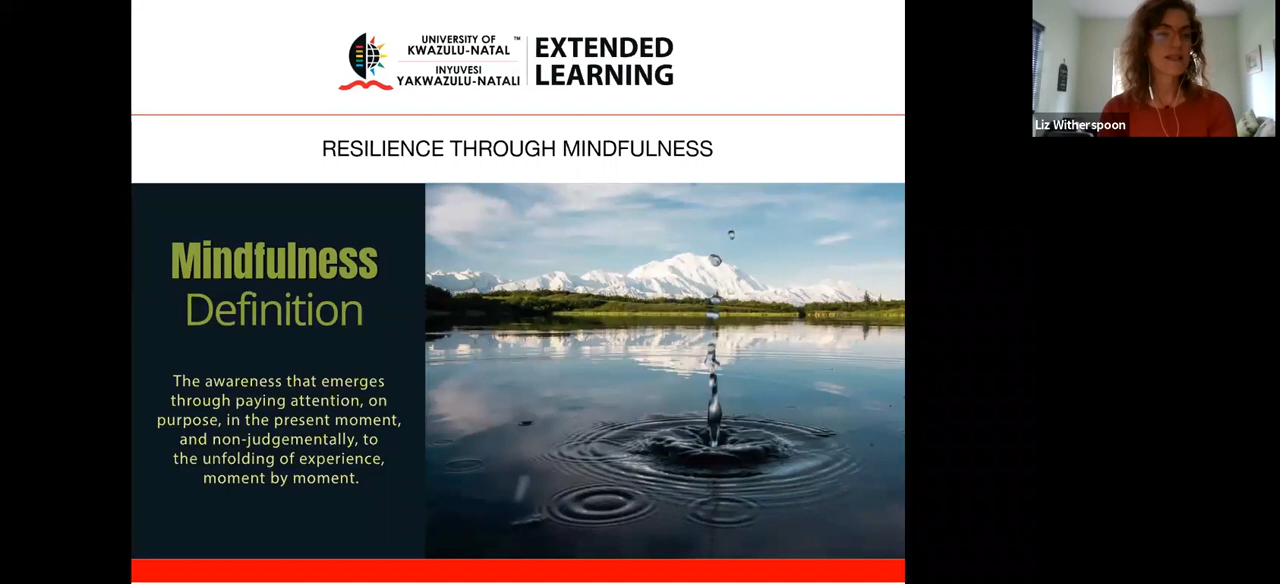 UNIVERSITY OF
KWAZULU-NATAL™
INYUVESI
YAKWAZULU-NATALI
EXTENDED
LEARNING
Liz Witherspoon
RESILIENCE THROUGH MINDFULNESS
Mindfulness
Definition
The awareness that emerges
through paying attention, on
purpose, in the present moment,
and non-judgementally, to
the unfolding of experience,
moment by moment.